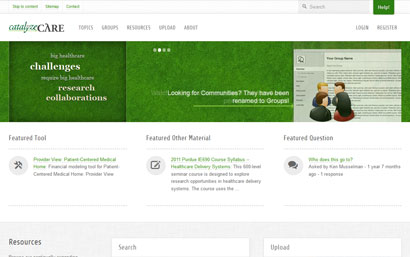 Skip to content
Sitemap
Contact
Search
Help!
catalyzeCARE
TOPICS
GROUPS
RESOURCES
UPLOAD
ABOUT
LOGIN
REGISTER
big healthcare
challenges
require big healthcare
research
collaborations
Looking for Communities? They have been
renamed to Groups!
Your Group Name
Featured Tool
Featured Other Material
Featured Question
Provider View: Patient-Centered Medical
Home: Financial modeling tool for Patient-
Centered Medical Home: Provider View
2011 Purdue IE590 Course Syllabus –
Healthcare Delivery Systems: This 500 level
seminar course is designed to explore
research opportunities in healthcare delivery
systems. The course uses the …
Who does this go to?
Asked by Ken Musselman - 1 year 7 months
ago - 1 response
Resources
Search
Upload